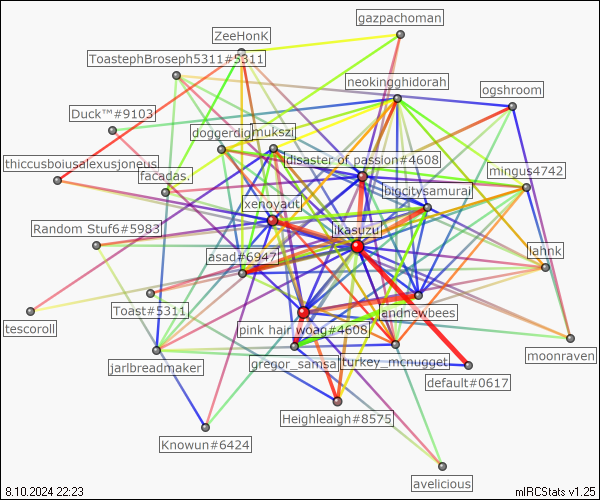 gazpachoman
ZeeHonK
ToastephBroseph5311#5311
neokingghidorah
ogshroom
Duck™#9103
doggerdig
mukszi
disaster of passion#4608
thiccusboiusalexusjoneus
facadas.
mingus4742
bigcitysamurai
xenoyaut
Random Stuf6#5983
ikasuzu
asad#6947
lahnk
Toast#5311
andnewbees
tescoroll
pink hair woag#4608
moonraven
gregor_samsa
turkey_mcnugget
jarlbreadmaker
default#0617
Heighleaigh#8575
Knowun#6424
avelicious
8.10.2024 22:23
mIRCStats v1.25